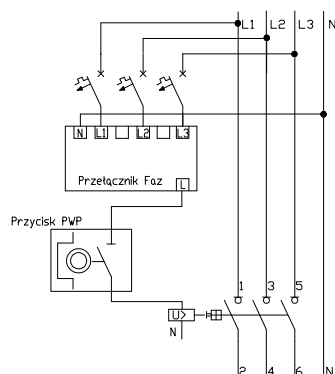 L1 L2 L3 N
N L1 L2 L3
Przełącznik Faz
L
Przycisk PWP
1 3 5
U>
N
2 4 6 N